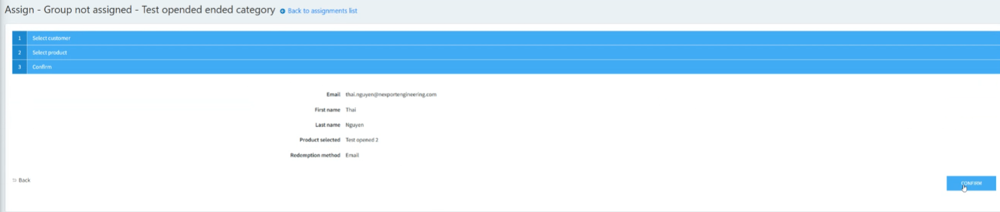 Assign - Group not assigned - Test opended ended category Back to assignments list
1 Select customer
2 Select product
3 Confirm
Email thai.nguyen@nexportengineering.com
First name Thai
Last name Nguyen
Product selected Test opened 2
Redemption method Email
Back
CONFIRM